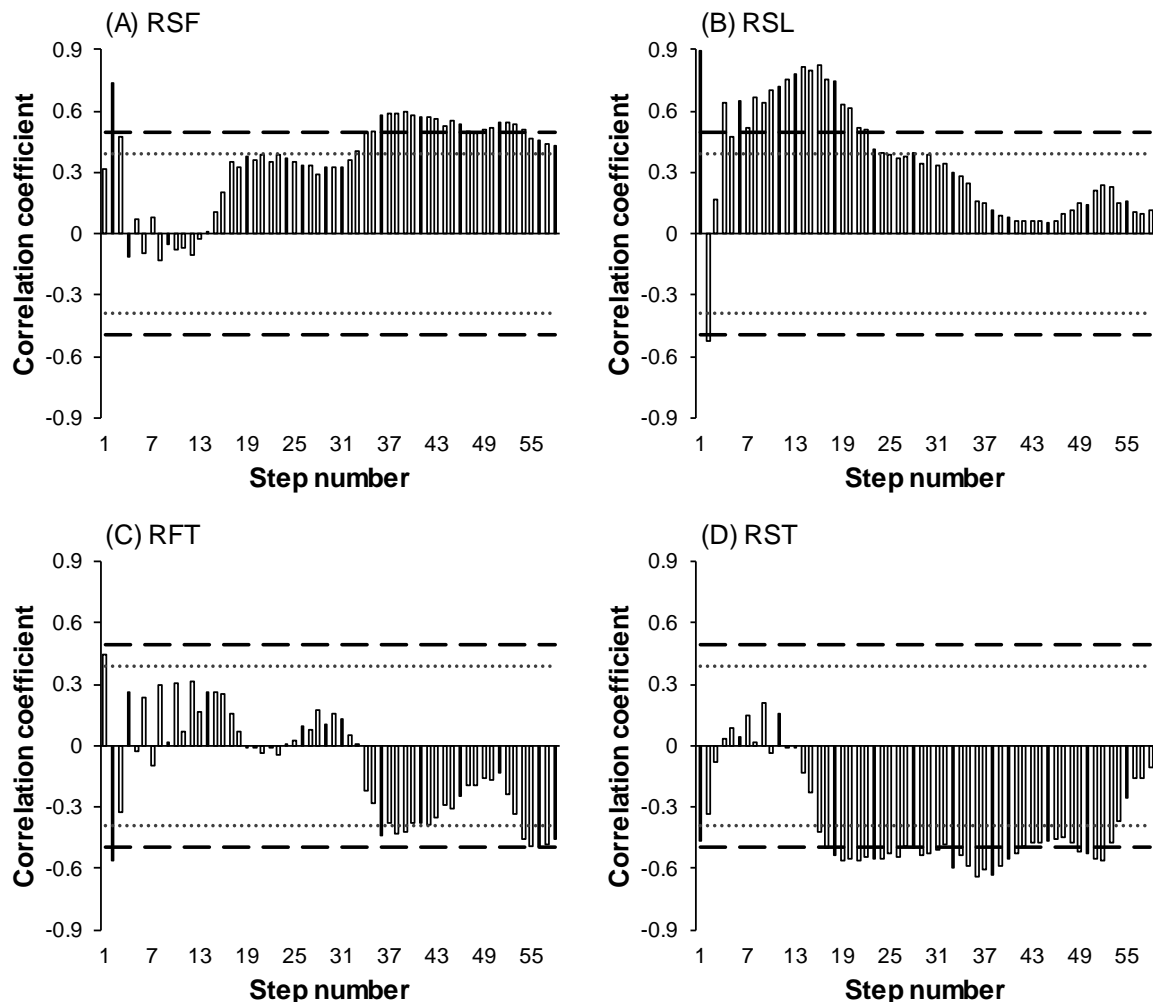 (A) RSF
0.9
0.6
0.3
0
-0.3
-0.6
-0.9
Correlation coefficient
1 7 13 19 25 31 37 43 49 55
Step number
(B) RSL
0.9
0.6
0.3
0
-0.3
-0.6
-0.9
Correlation coefficient
1 7 13 19 25 31 37 43 49 55
Step number
(C) RFT
0.9
0.6
0.3
0
-0.3
-0.6
-0.9
Correlation coefficient
1 7 13 19 25 31 37 43 49 55
Step number
(D) RST
0.9
0.6
0.3
0
-0.3
-0.6
-0.9
Correlation coefficient
1 7 13 19 25 31 37 43 49 55
Step number